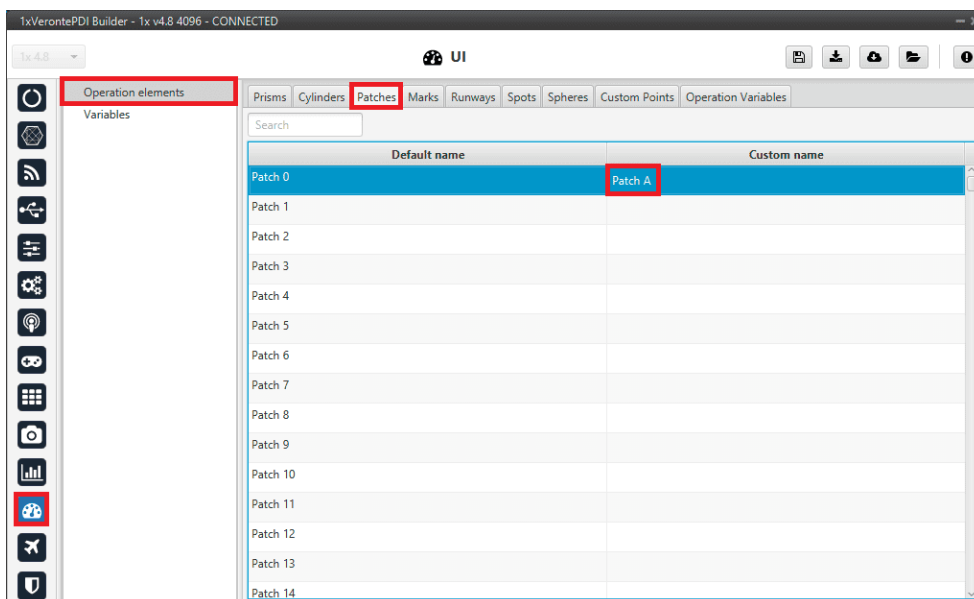 1xVerontePDI Builder - 1x v4.8 4096 - CONNECTED
1x 4.8
UI
Operation elements
Variables
Prisms Cylinders Patches Marks Runways Spots Spheres Custom Points Operation Variables
Search
Default name Custom name
Patch 0 Patch A
Patch 1
Patch 2
Patch 3
Patch 4
Patch 5
Patch 6
Patch 7
Patch 8
Patch 9
Patch 10
Patch 11
Patch 12
Patch 13
Patch 14